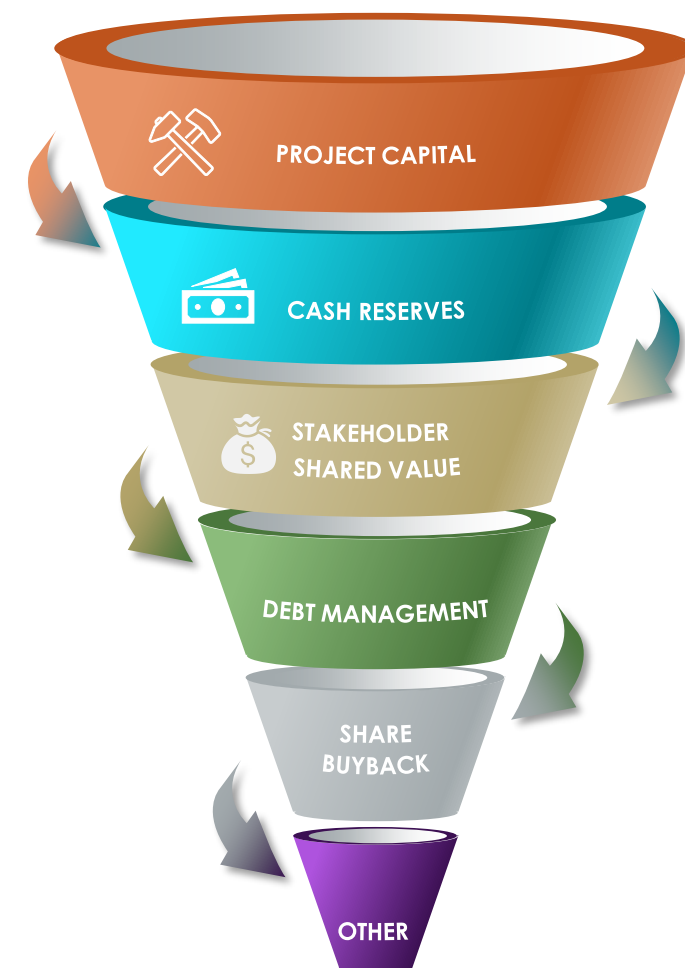 PROJECT CAPITAL
CASH RESERVES
STAKEHOLDER
SHARED VALUE
DEBT MANAGEMENT
SHARE
BUYBACK
OTHER